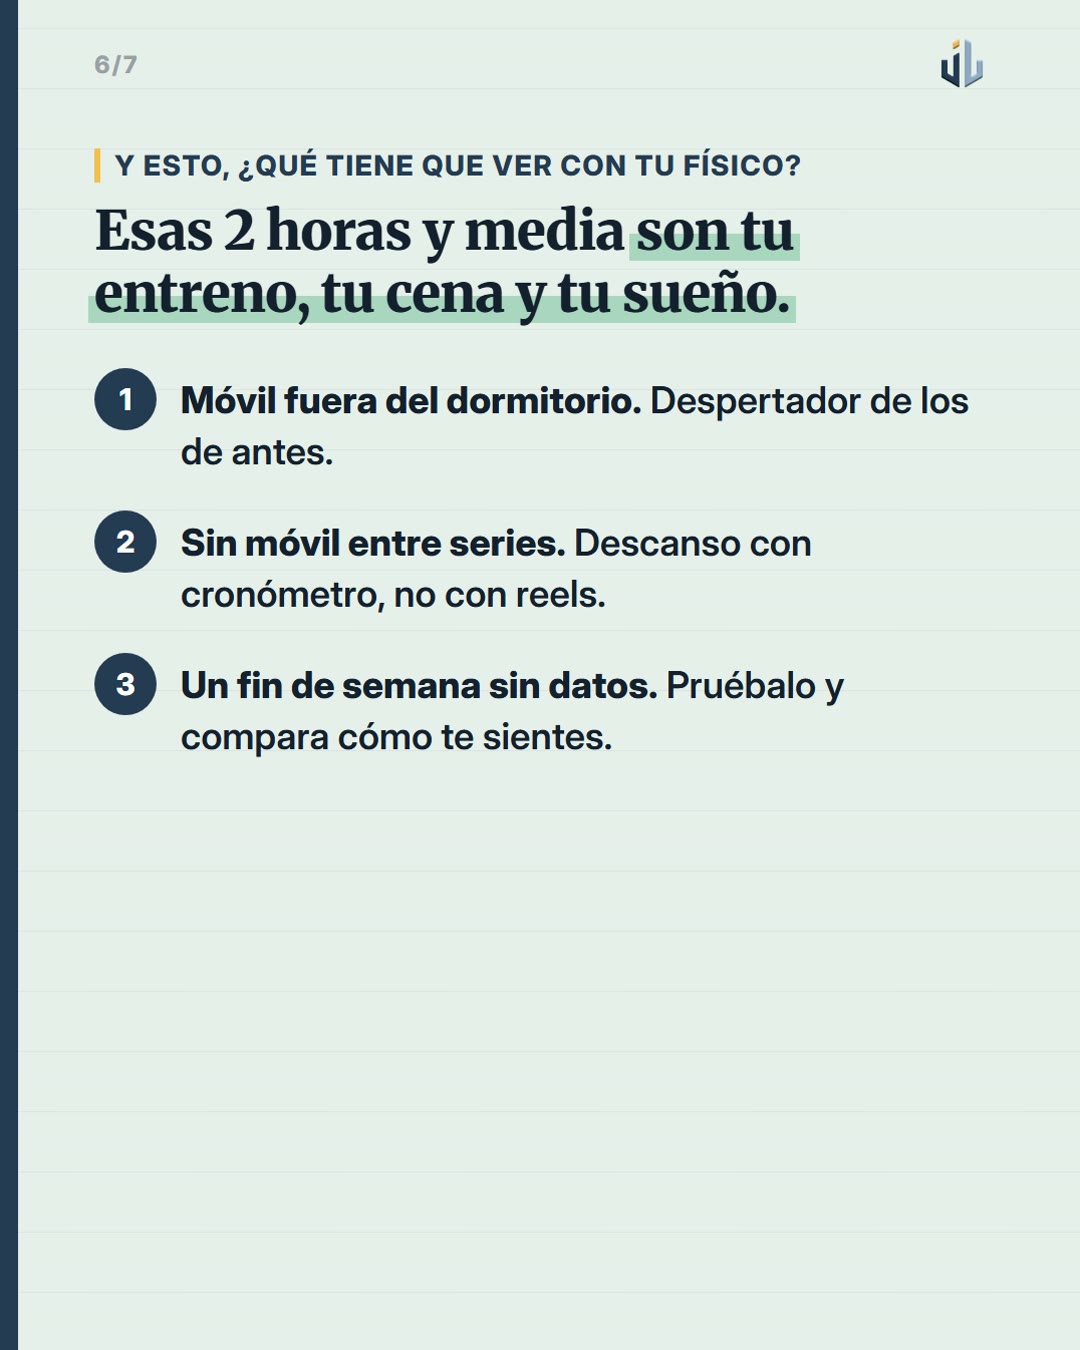 6/7
Y ESTO, ¿QUÉ TIENE QUE VER CON TU FÍSICO?
Esas 2 horas y media son tu
entreno, tu cena y tu sueño.
1 Móvil fuera del dormitorio. Despertador de los
de antes.
2 Sin móvil entre series. Descanso con
cronómetro, no con reels.
3 Un fin de semana sin datos. Pruébalo y
compara cómo te sientes.